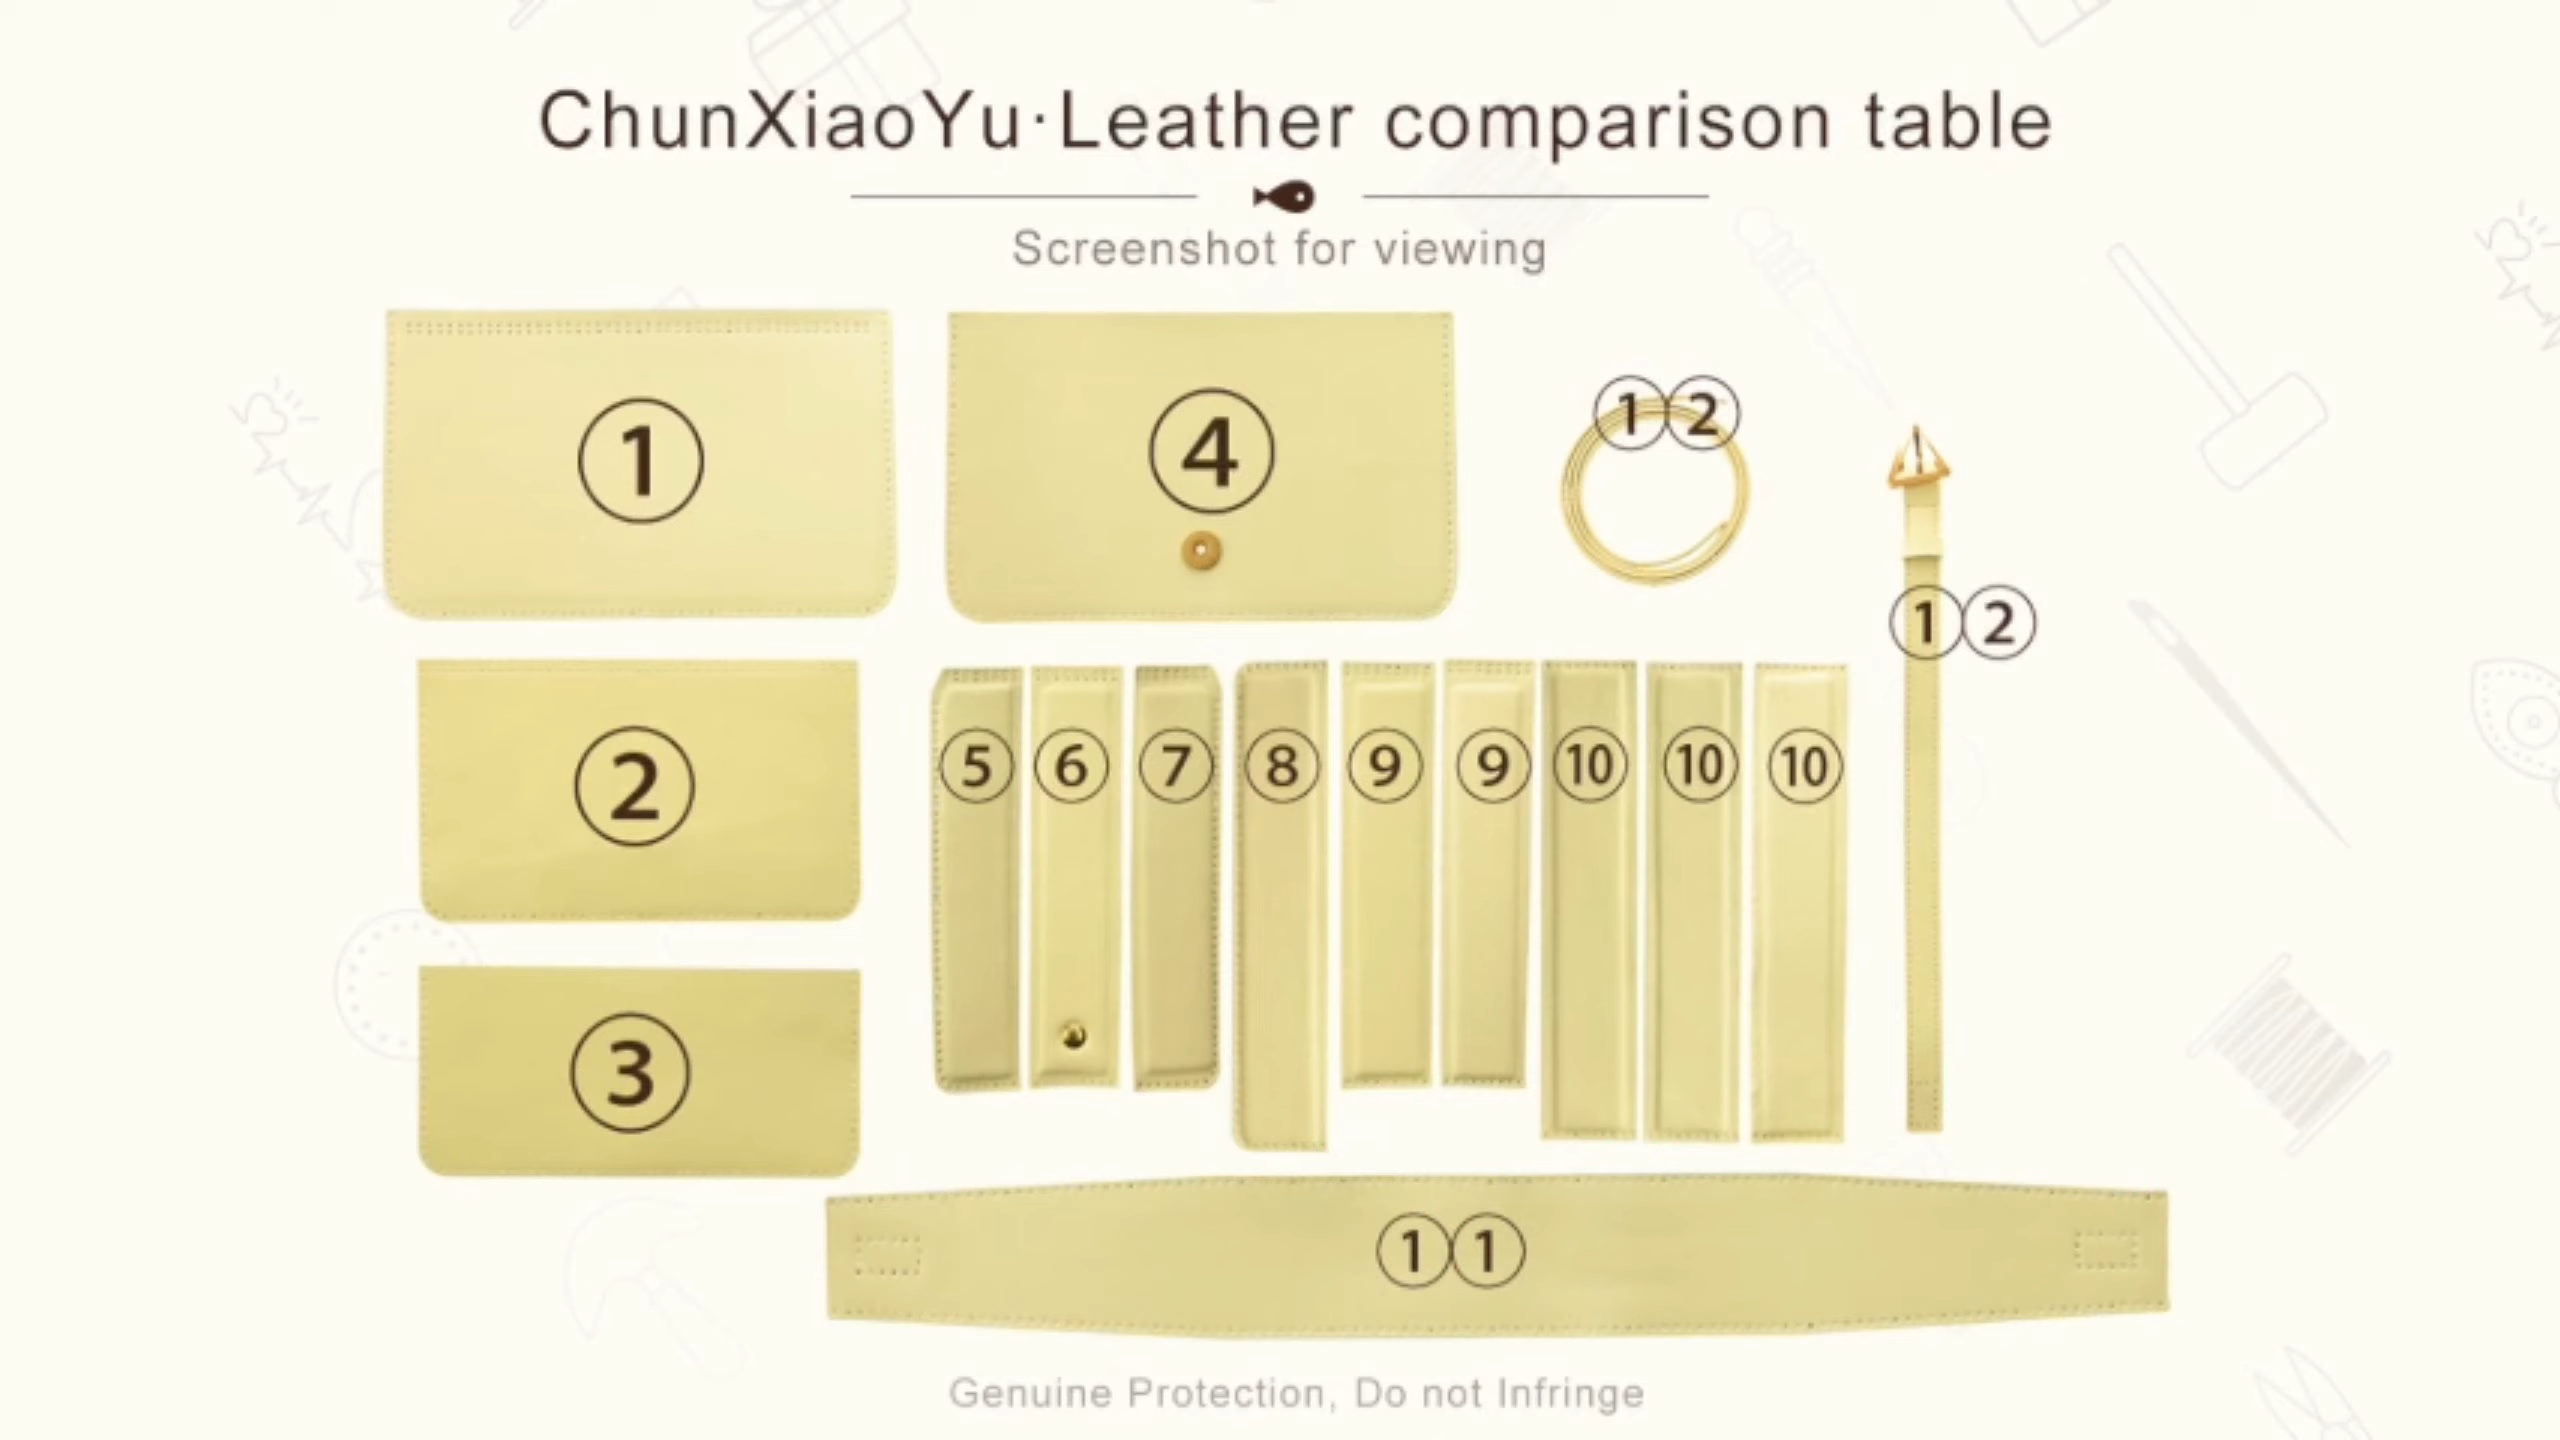 ChunXiaoYu·Leather comparison table
Screenshot for viewing
①
④
①②
①②
②
⑤ ⑥ ⑦ ⑧ ⑨ ⑨ ⑩ ⑩ ⑩
③
①①
Genuine Protection, Do not Infringe